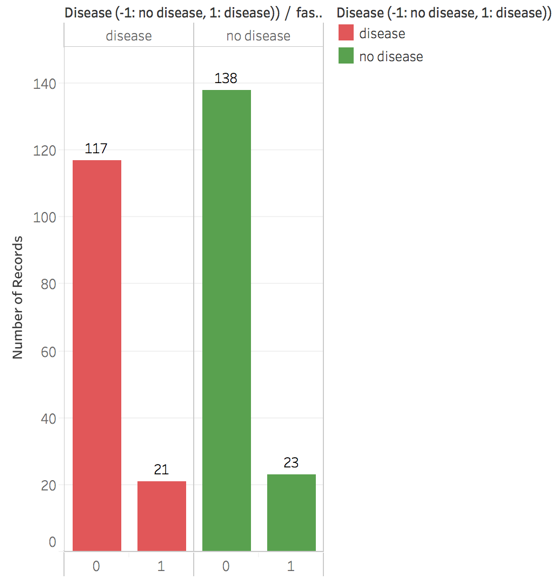 Disease (-1: no disease, 1: disease)) / fas..
disease no disease
140
120
100
80
60
40
20
0
Number of Records
117
21
138
23
0 1 0 1
Disease (-1: no disease, 1: disease))
disease
no disease